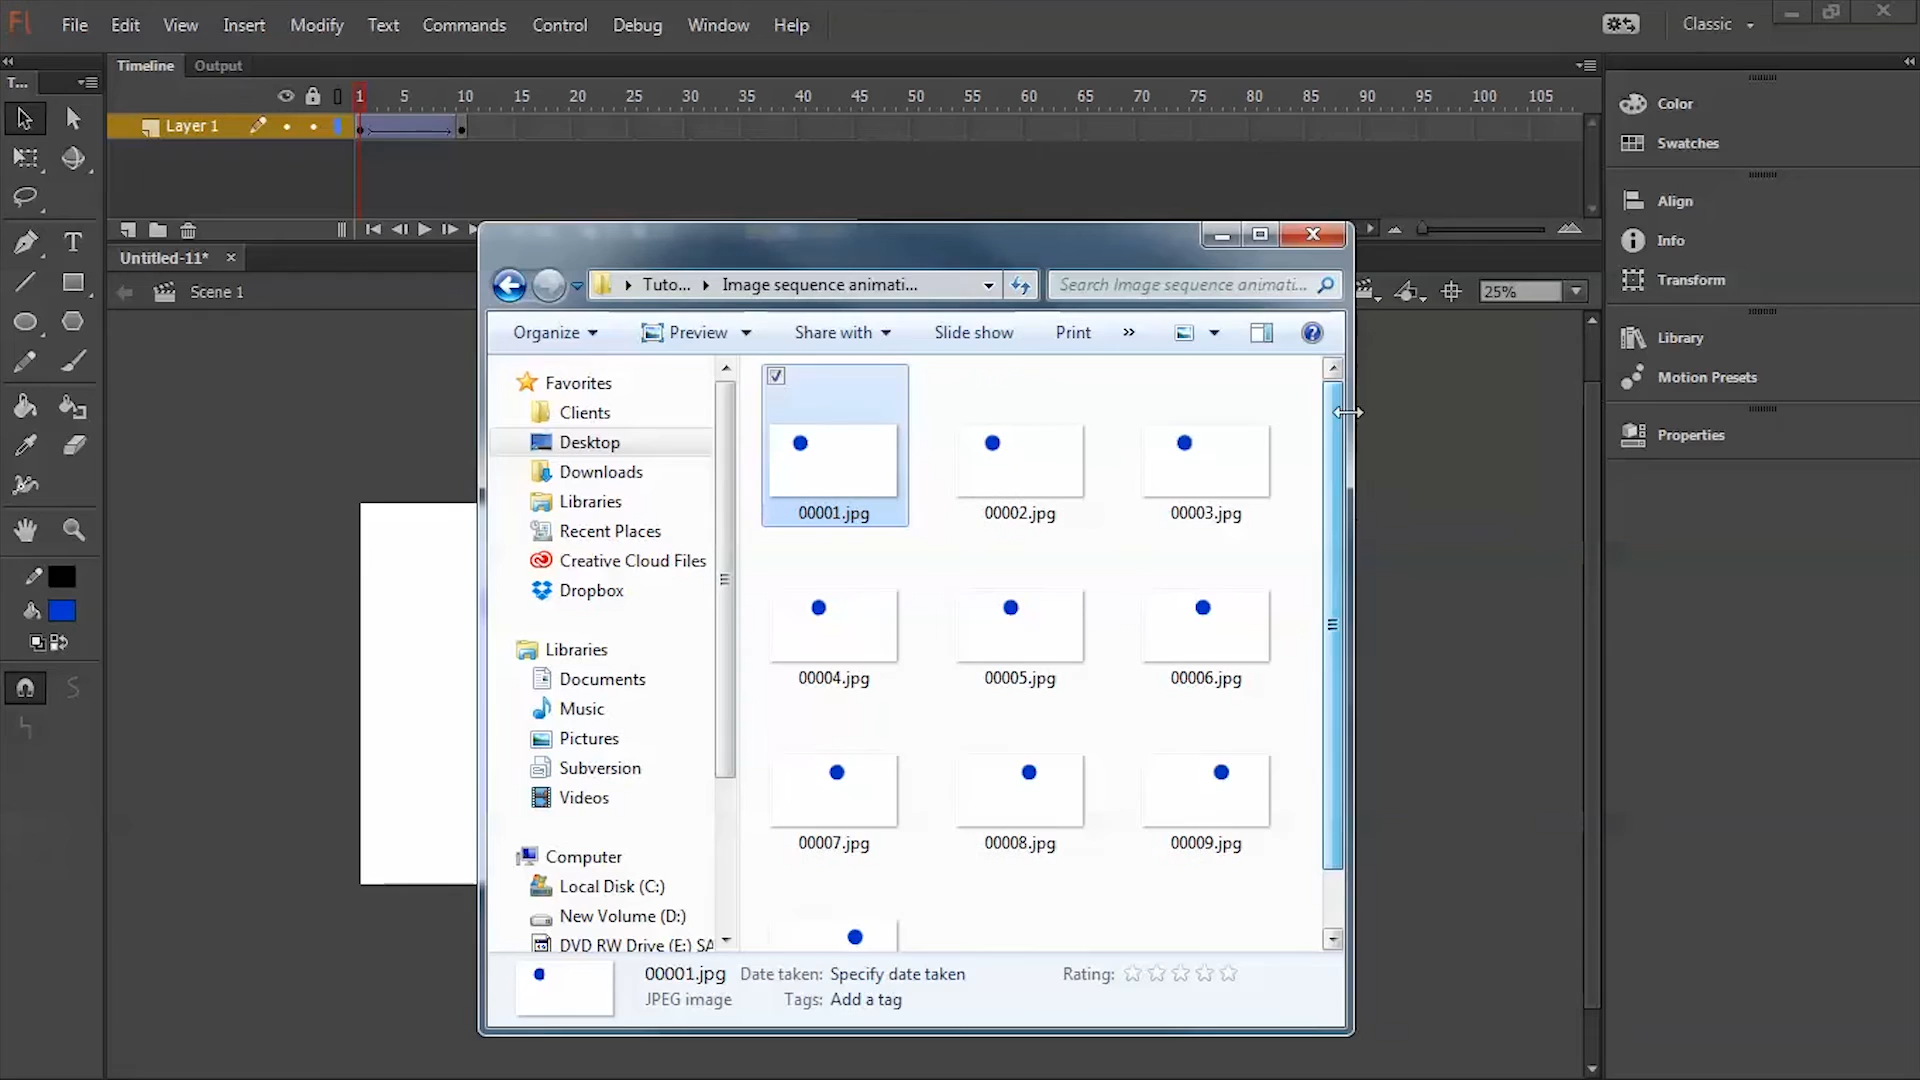 Fl File Edit View Insert Modify Text Commands Control Debug Window Help Classic
Timeline Output
T...
1 5 10 15 20 25 30 35 40 45 50 55 60 65 70 75 80 85 90 95 100 105
Layer 1
Untitled-11*
Scene 1
25%
Color
Swatches
Align
Info
Transform
Library
Motion Presets
Properties
Tuto... Image sequence animati... Search Image sequence animati...
Organize Preview Share with Slide show Print »
Favorites
Clients
Desktop
Downloads
Libraries
Recent Places
Creative Cloud Files
Dropbox
Libraries
Documents
Music
Pictures
Subversion
Videos
Computer
Local Disk (C:)
New Volume (D:)
DVD RW Drive (E:) SA
00001.jpg 00002.jpg 00003.jpg
00004.jpg 00005.jpg 00006.jpg
00007.jpg 00008.jpg 00009.jpg
00001.jpg Date taken: Specify date taken Rating:
JPEG image Tags: Add a tag